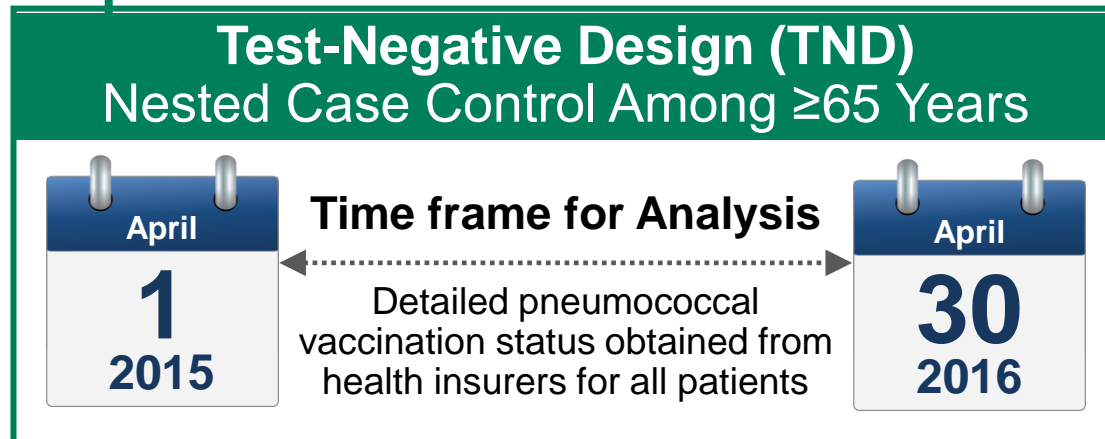 Test-Negative Design (TND)
Nested Case Control Among ≥65 Years
April
1
2015
Time frame for Analysis
Detailed pneumococcal
vaccination status obtained from
health insurers for all patients
April
30
2016